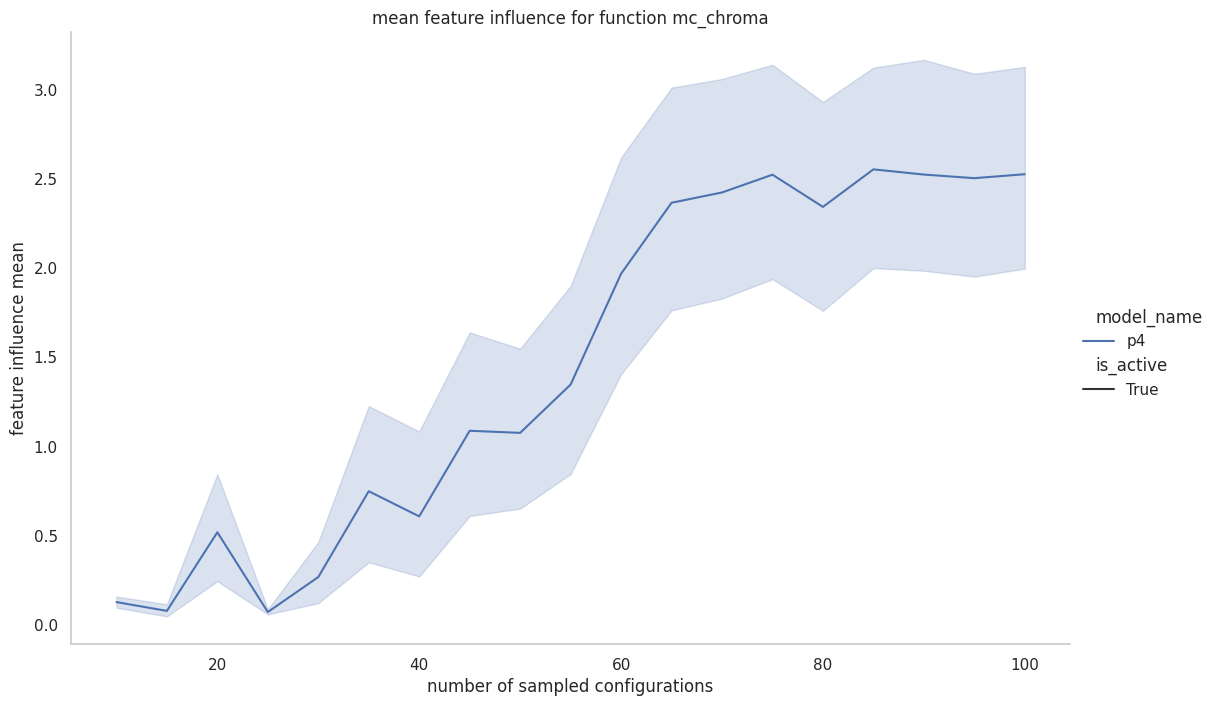 mean feature influence for function mc_chroma
feature influence mean
3.0
2.5
2.0
1.5
1.0
0.5
0.0
20
40
60
80
100
number of sampled configurations
model_name
p4
is_active
True